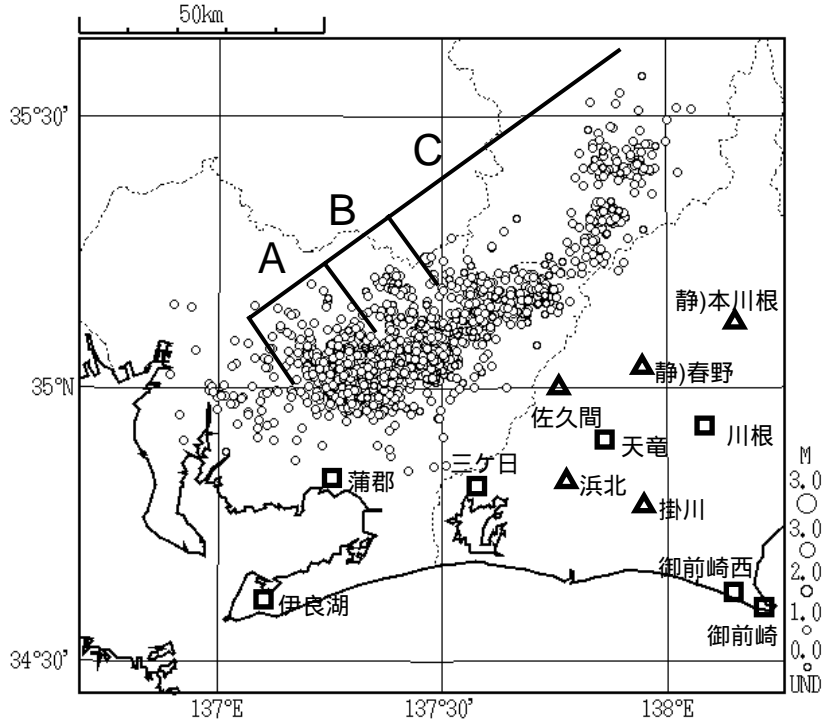 50km
35°30'
C
B
A
静)本川根
35°N
静)春野
佐久間
川根
天竜
M
三ケ日
3.0
蒲郡
浜北
掛川
3.0
御前崎西
2.0
伊良湖
1.0
御前崎
0.0
34°30'
UND
137°E
137°30'
138°E